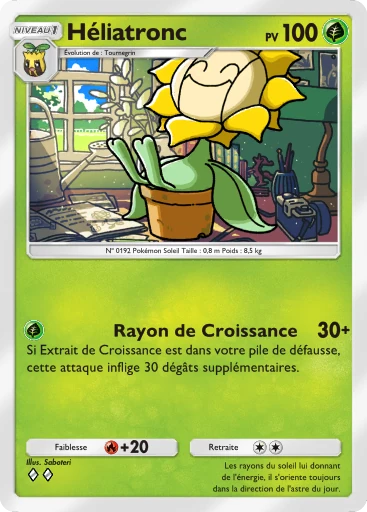 NIVEAU 1
Héliatronc
PV 100
Évolution de : Tournegrin
N° 0192 Pokémon Soleil Taille : 0,8 m Poids : 8,5 kg
Rayon de Croissance 30+
Si Extrait de Croissance est dans votre pile de défausse,
cette attaque inflige 30 dégâts supplémentaires.
Faiblesse +20
Retraite
Illus. Saboteri
Les rayons du soleil lui donnant
de l'énergie, il s'oriente toujours
dans la direction de l'astre du jour.